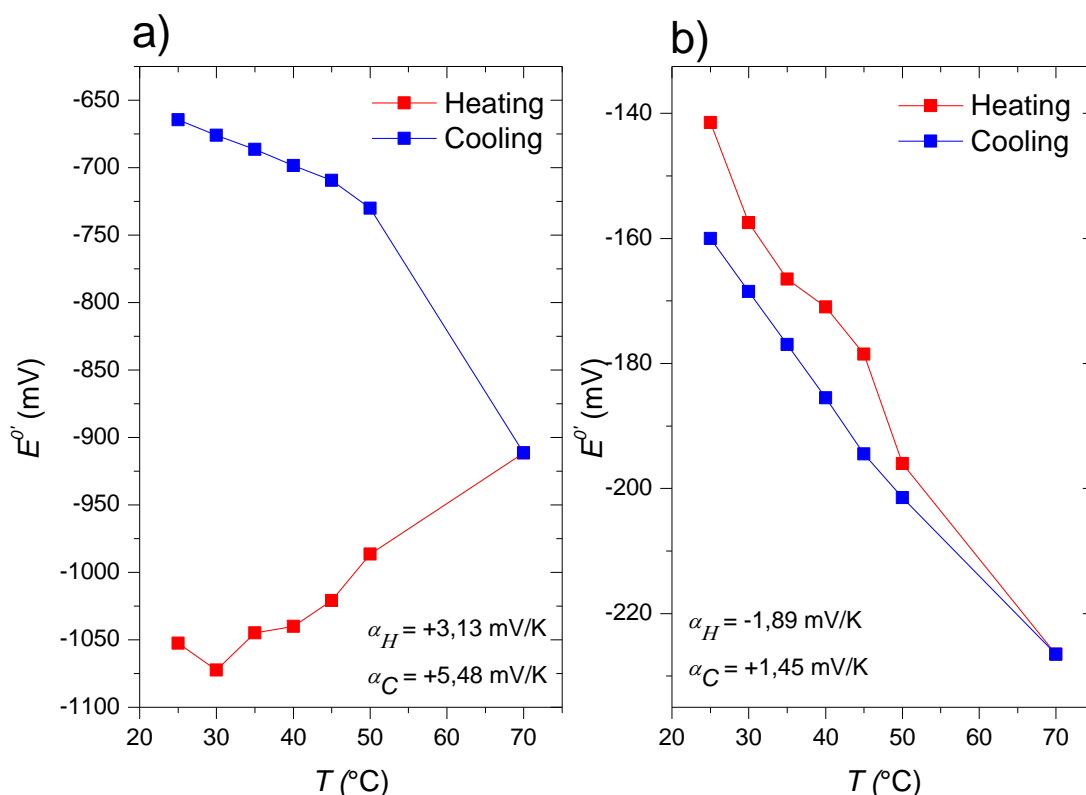 a)
Heating
Cooling
-650
-700
-750
-800
-850
-900
-950
-1000
-1050
-1100
20
30
40
50
60
70
E0' (mV)
T (°C)
αH = +3,13 mV/K
αC = +5,48 mV/K
b)
Heating
Cooling
-140
-160
-180
-200
-220
20
30
40
50
60
70
E0' (mV)
T (°C)
αH = -1,89 mV/K
αC = +1,45 mV/K